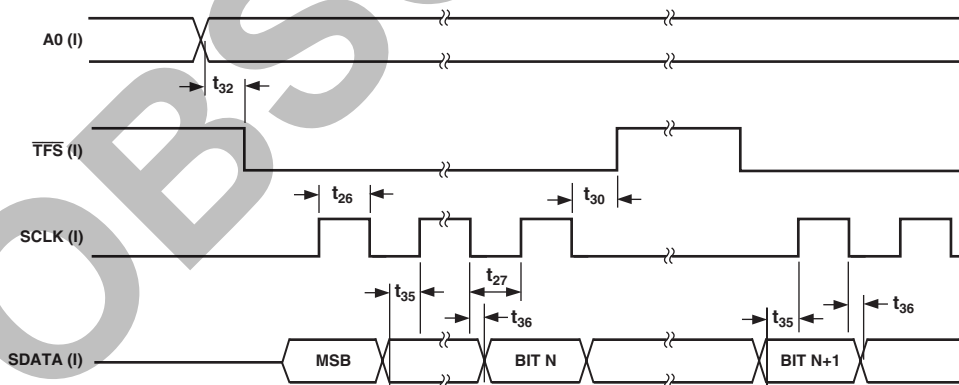 A0 (I)
t32
TFS (I)
t26
t30
SCLK (I)
t27
t35
t36
t35
t36
SDATA (I)
MSB
BIT N
BIT N+1
OBS